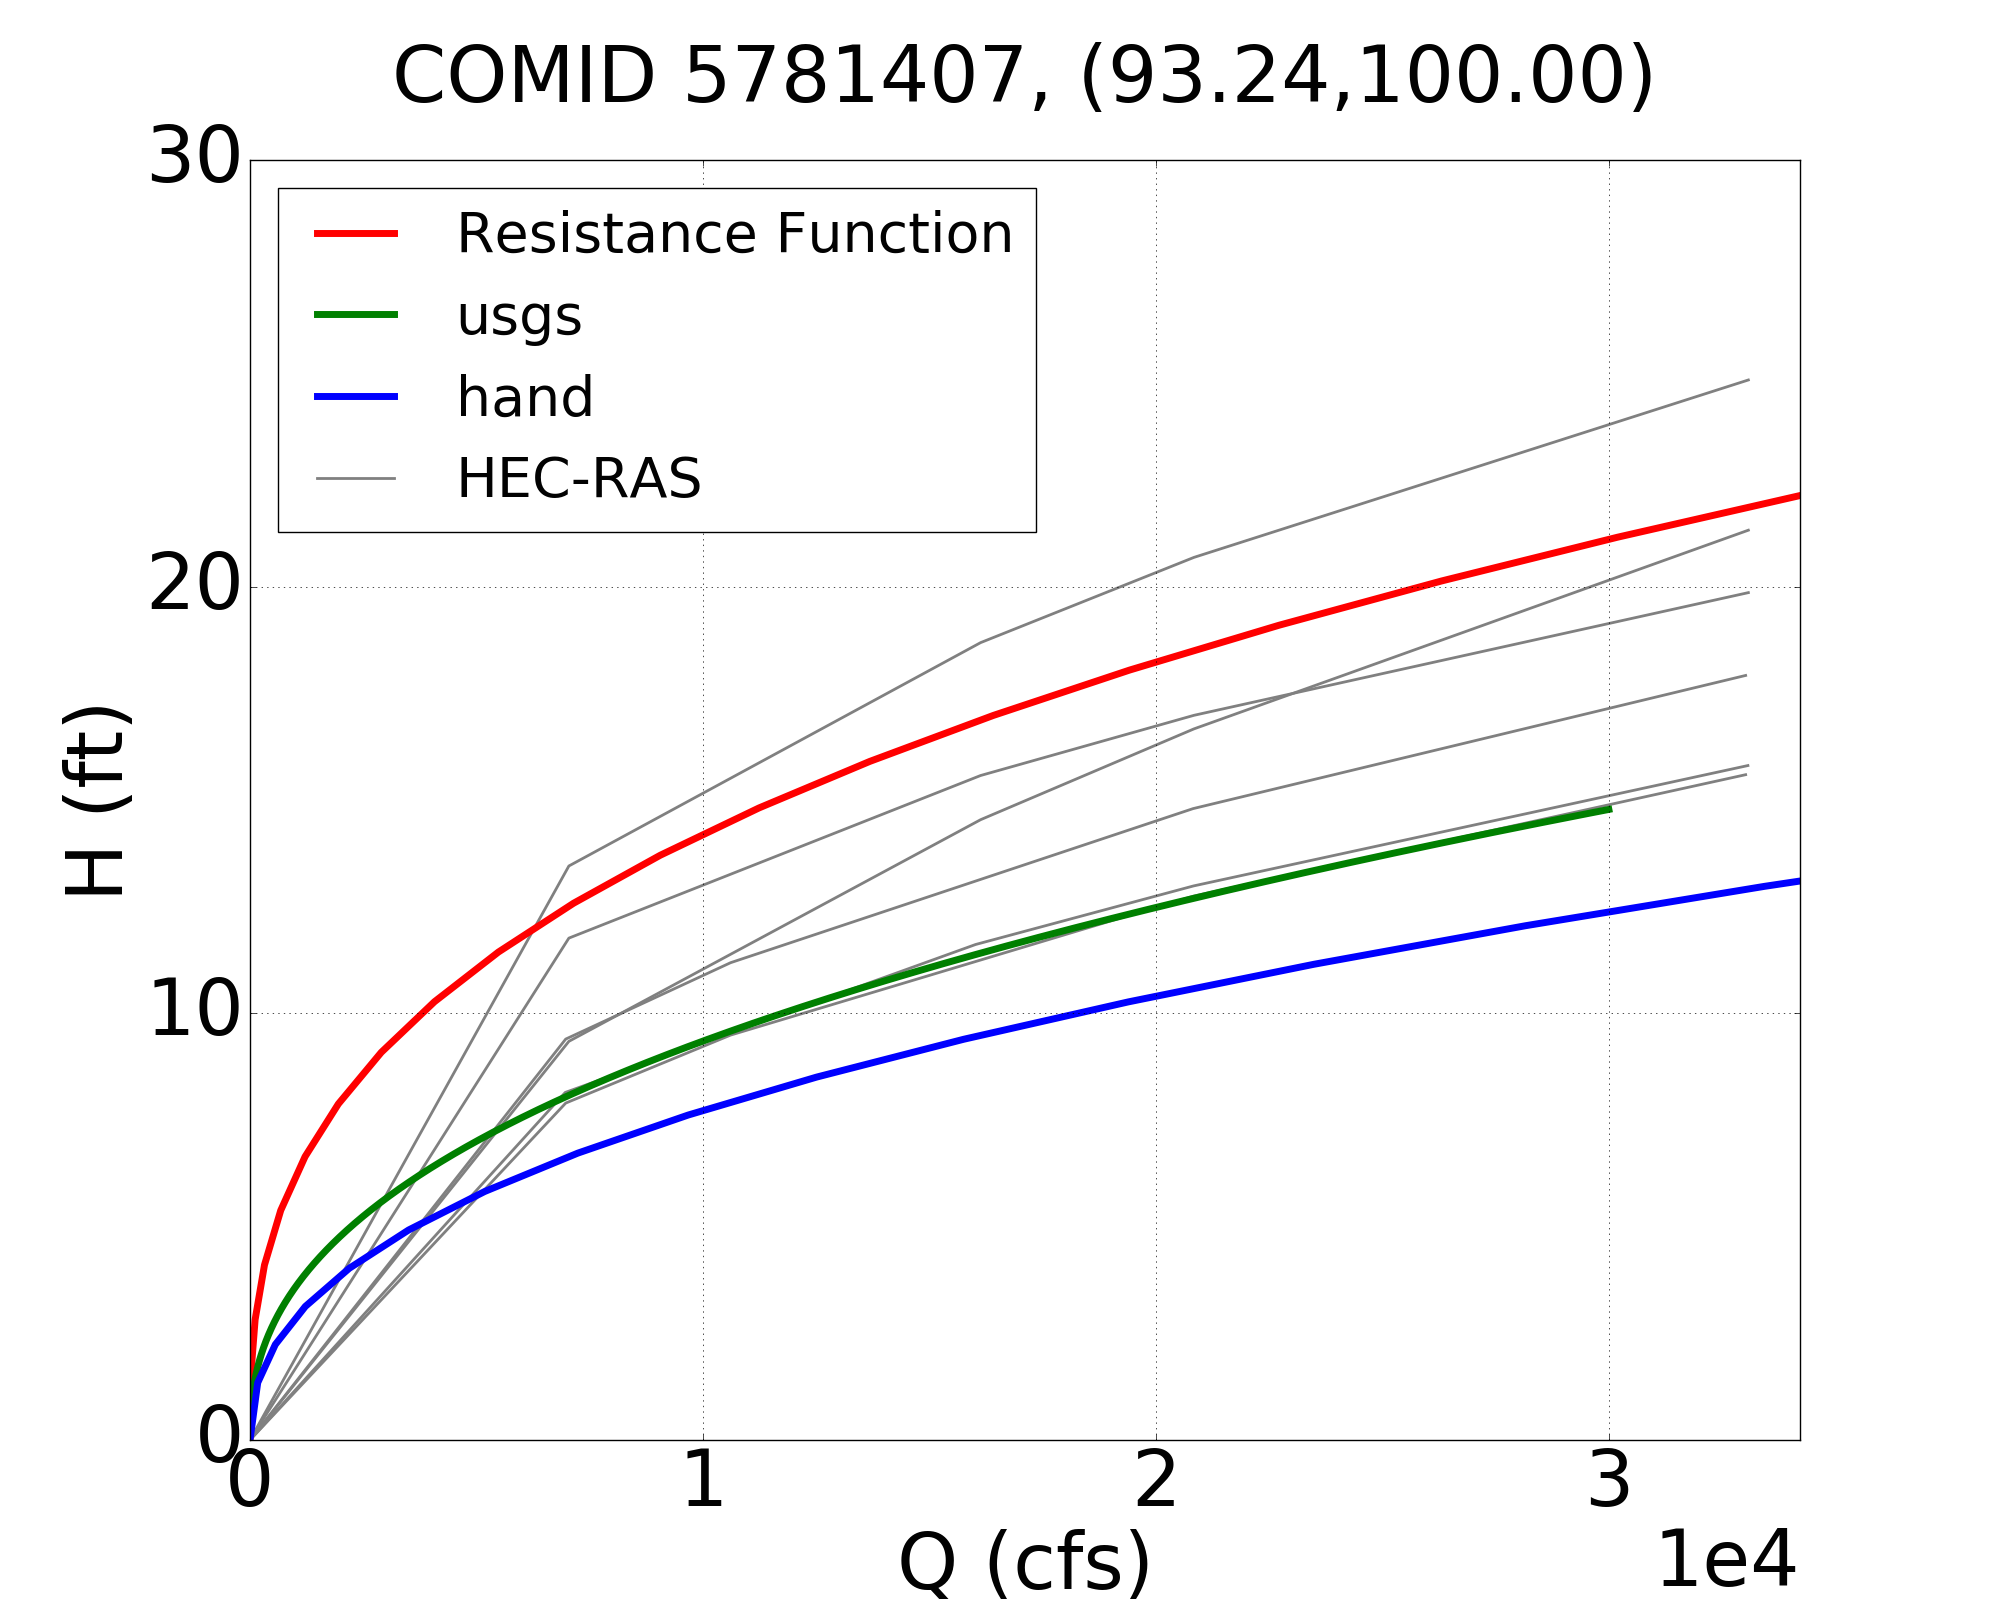 COMID 5781407, (93.24,100.00)
30
20
10
0
H (ft)
Resistance Function
usgs
hand
HEC-RAS
0 1 2 3
1e4
Q (cfs)